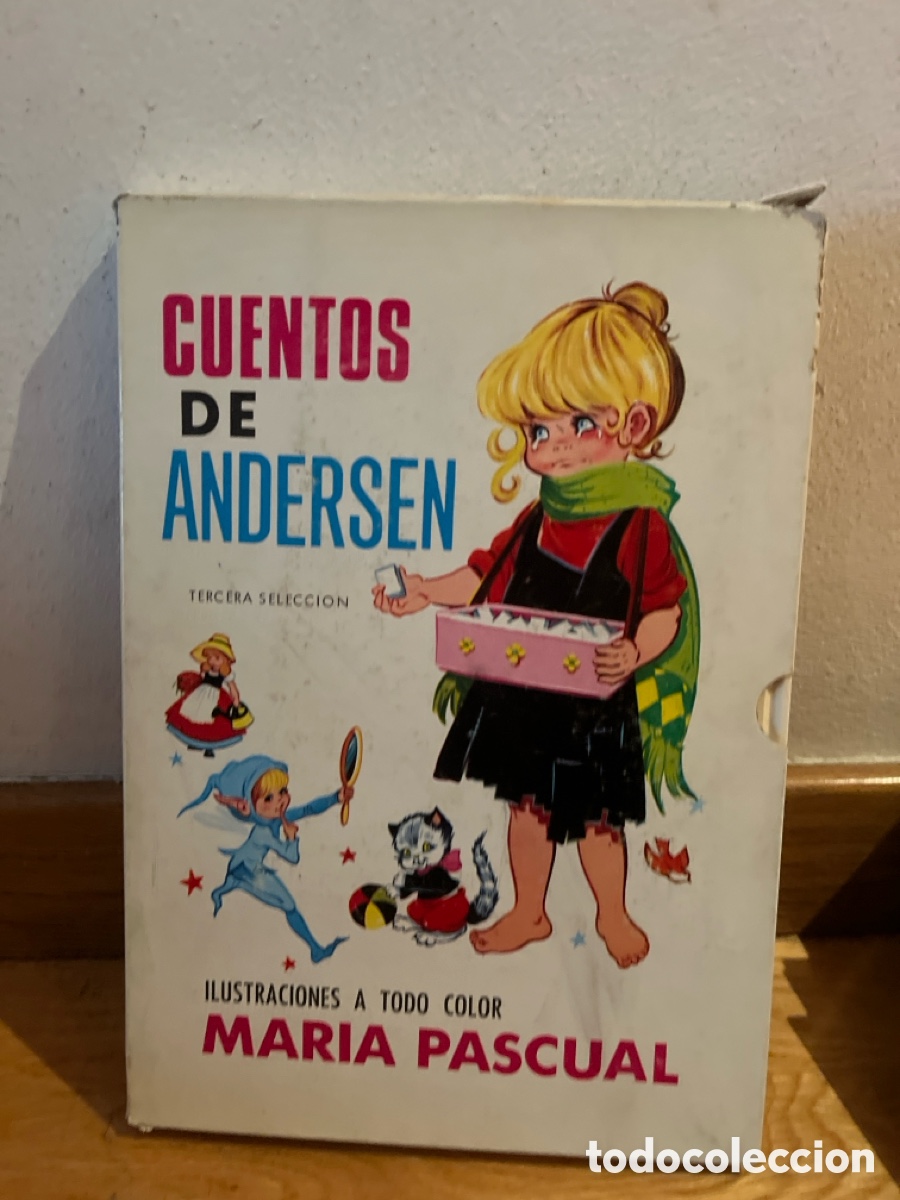 CUENTOS
DE
ANDERSEN
TERCERA SELECCION
ILUSTRACIONES A TODO COLOR
MARIA PASCUAL
todocoleccion